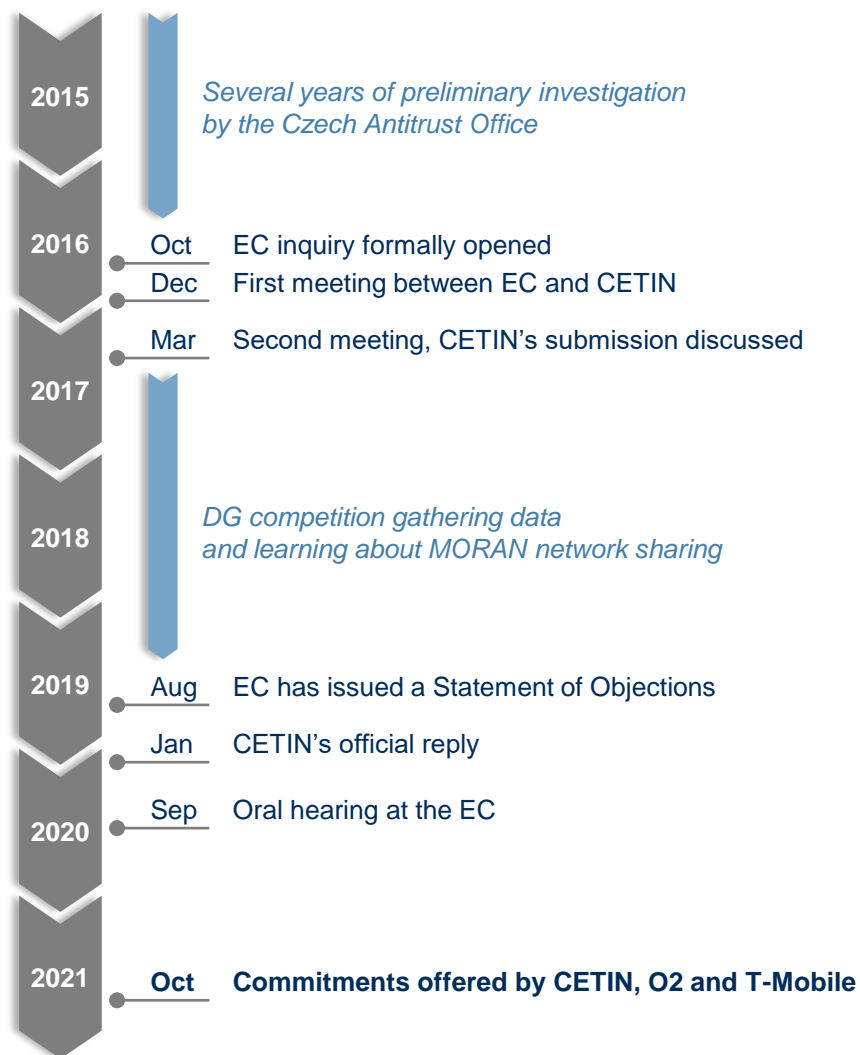 2015
Several years of preliminary investigation
by the Czech Antitrust Office
2016
Oct EC inquiry formally opened
Dec First meeting between EC and CETIN
Mar Second meeting, CETIN’s submission discussed
2017
DG competition gathering data
and learning about MORAN network sharing
2018
2019
Aug EC has issued a Statement of Objections
Jan CETIN’s official reply
Sep Oral hearing at the EC
2020
2021
Oct Commitments offered by CETIN, O2 and T-Mobile